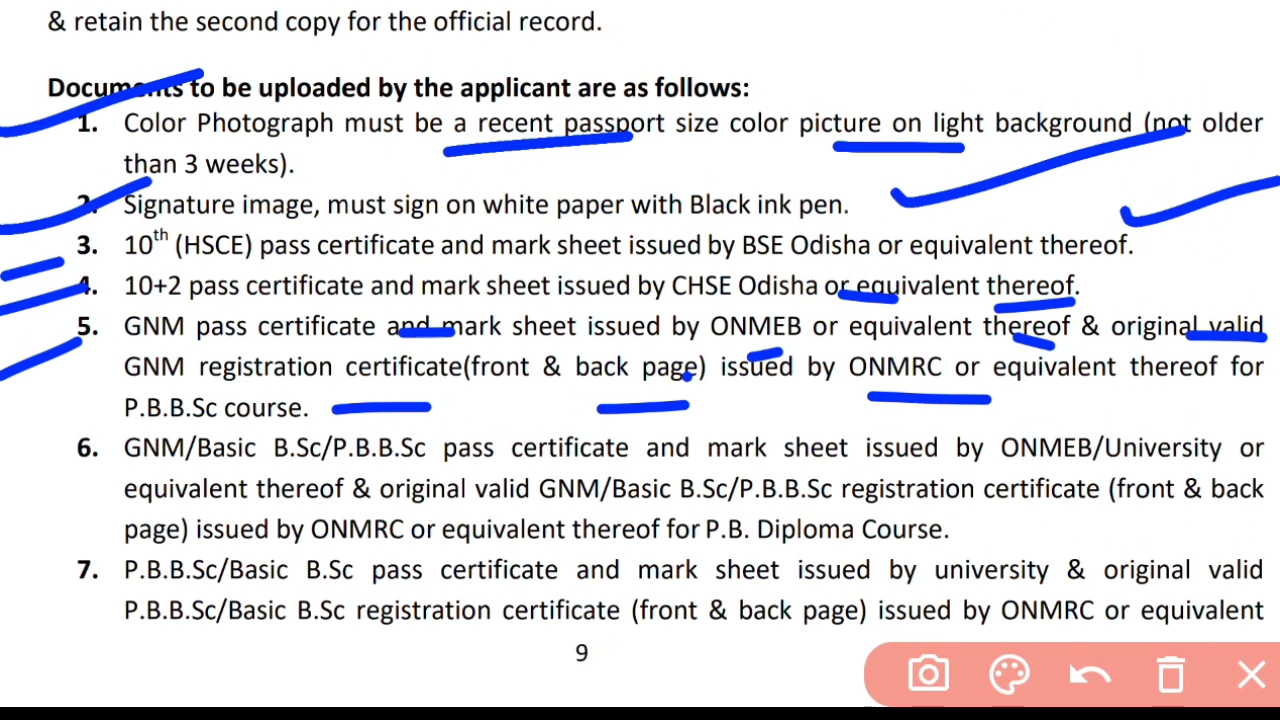 & retain the second copy for the official record.
Documents to be uploaded by the applicant are as follows:
1. Color Photograph must be a recent passport size color picture on light background (not older
than 3 weeks).
2. Signature image, must sign on white paper with Black ink pen.
3. 10th (HSCE) pass certificate and mark sheet issued by BSE Odisha or equivalent thereof.
4. 10+2 pass certificate and mark sheet issued by CHSE Odisha or equivalent thereof.
5. GNM pass certificate and mark sheet issued by ONMEB or equivalent thereof & original valid
GNM registration certificate(front & back page) issued by ONMRC or equivalent thereof for
P.B.B.Sc course.
6. GNM/Basic B.Sc/P.B.B.Sc pass certificate and mark sheet issued by ONMEB/University or
equivalent thereof & original valid GNM/Basic B.Sc/P.B.B.Sc registration certificate (front & back
page) issued by ONMRC or equivalent thereof for P.B. Diploma Course.
7. P.B.B.Sc/Basic B.Sc pass certificate and mark sheet issued by university & original valid
P.B.B.Sc/Basic B.Sc registration certificate (front & back page) issued by ONMRC or equivalent
9